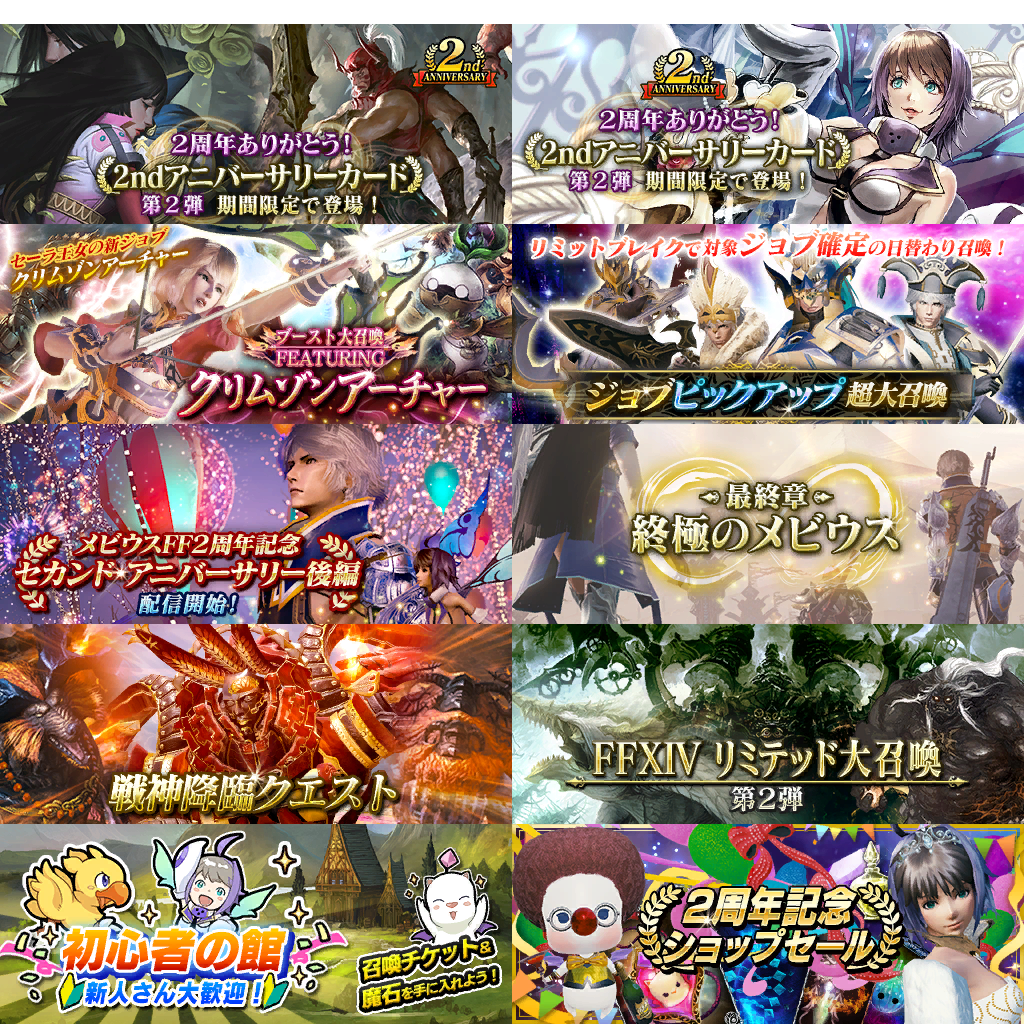 2nd
ANNIVERSARY
２周年ありがとう！
2ndアニバーサリーカード
第２弾 期間限定で登場！
2nd
ANNIVERSARY
２周年ありがとう！
2ndアニバーサリーカード
第２弾 期間限定で登場！
セーラ王女の新ジョブ
クリムゾンアーチャー
ブースト大召喚
FEATURING
クリムゾンアーチャー
リミットブレイクで対象ジョブ確定の日替わり召喚！
ジョブピックアップ超大召喚
メビウスFF2周年記念
セカンド・アニバーサリー後編
配信開始！
最終章
終極のメビウス
戦神降臨クエスト
FFXIV リミテッド大召喚
第２弾
初心者の館
新人さん大歓迎！
召喚チケット&
魔石を手に入れよう！
２周年記念
ショップセール